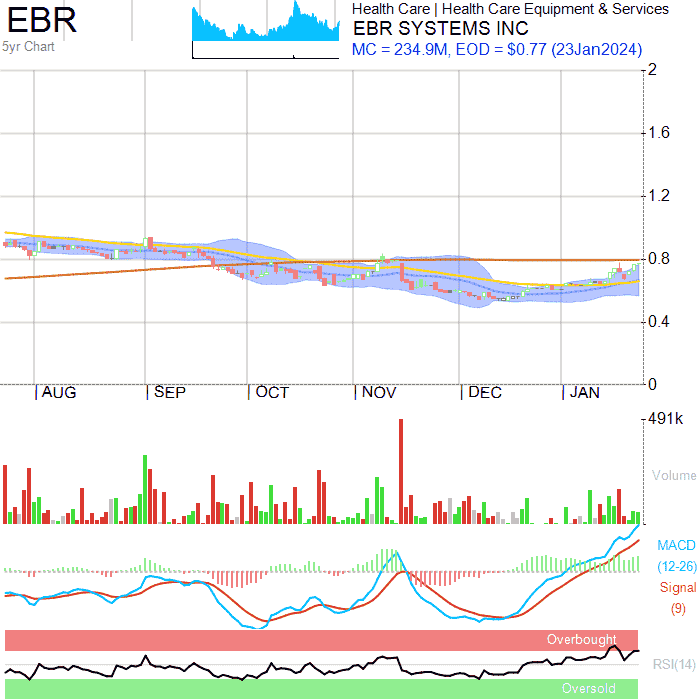 EBR
5yr Chart
Health Care | Health Care Equipment & Services
EBR SYSTEMS INC
MC = 234.9M, EOD = $0.77 (23Jan2024)
2
1.6
1.2
0.8
0.4
0
AUG
SEP
OCT
NOV
DEC
JAN
491k
Volume
MACD
(12-26)
Signal
(9)
Overbought
RSI(14)
Oversold